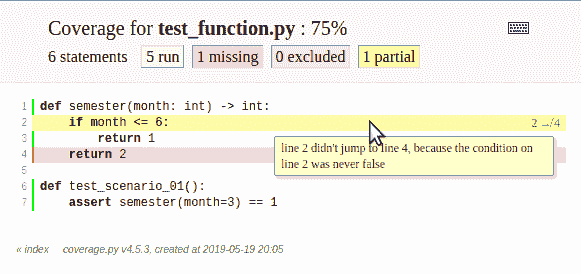 Coverage for test_function.py : 75%
6 statements 5 run 1 missing 0 excluded 1 partial
1 def semester(month: int) -> int:
2 if month <= 6: 2 ↛ 4
3 return 1
line 2 didn't jump to line 4, because the condition on
line 2 was never false
4 return 2
5
6 def test_scenario_01():
7 assert semester(month=3) == 1
« index coverage.py v4.5.3, created at 2019-05-19 20:05